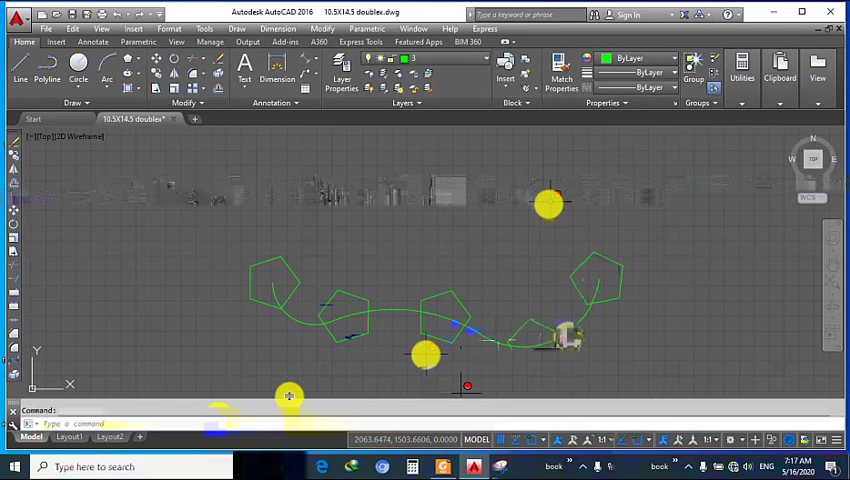 Autodesk AutoCAD 2016 10.5X14.5 doublex.dwg
Type a keyword or phrase
Sign In
File Edit View Insert Format Tools Draw Dimension Modify Parametric Window Help Express
Home Insert Annotate Parametric View Manage Output Add-ins A360 Express Tools Featured Apps BIM 360
3
ByLayer
ByLayer
ByLayer
Line Polyline Circle Arc
Text Dimension
Layer Properties
Insert
Match Properties
Group
Utilities
Clipboard
View
Draw Modify Annotation Layers Block Properties Groups
Start 10.5X14.5 doublex*
[−][Top][2D Wireframe]
N
W TOP E
WCS
Y
X
Command:
Type a command
Model Layout1 Layout2
2063.6474, 1503.6606, 0.0000 MODEL 1:1 1:1
Type here to search
book
book
ENG
7:17 AM
5/16/2020